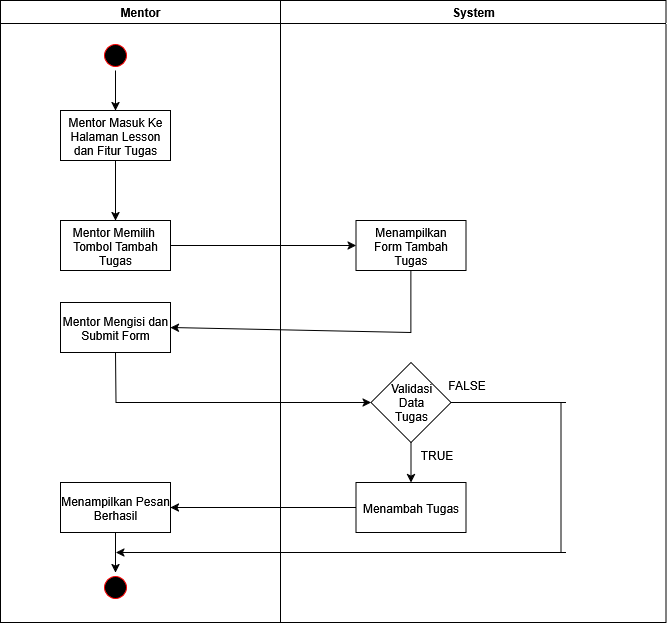 Mentor
System
Mentor Masuk Ke
Halaman Lesson
dan Fitur Tugas
Mentor Memilih
Tombol Tambah
Tugas
Menampilkan
Form Tambah
Tugas
Mentor Mengisi dan
Submit Form
Validasi
Data
Tugas
FALSE
TRUE
Menampilkan Pesan
Berhasil
Menambah Tugas